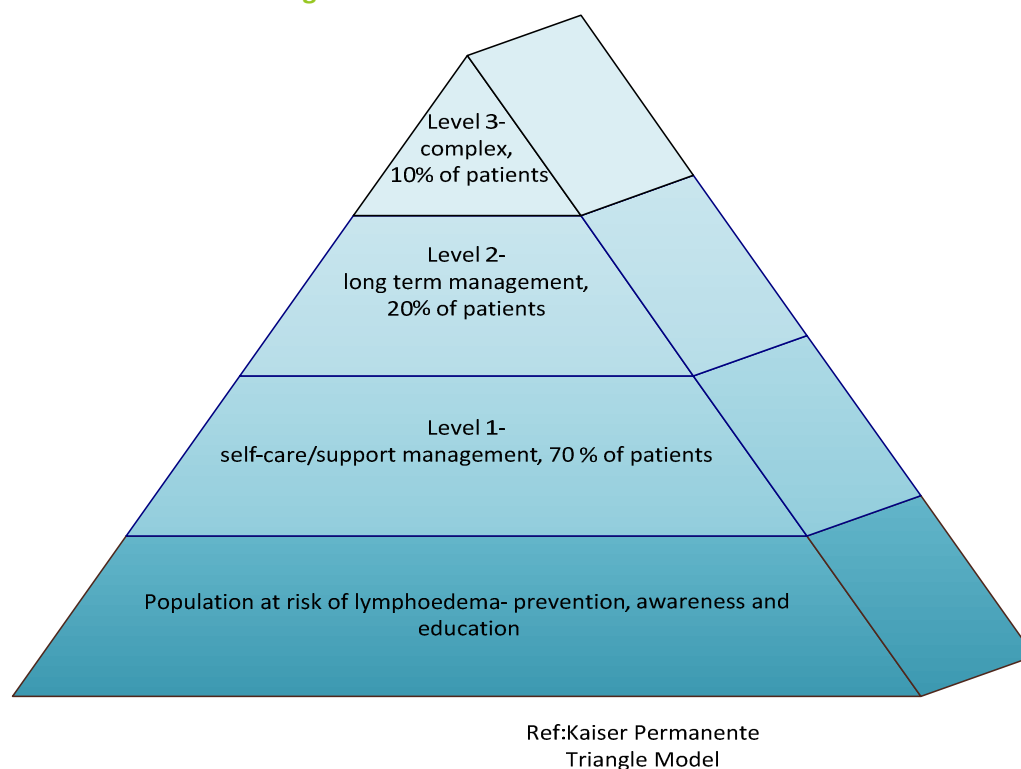 Level 3-
complex,
10% of patients
Level 2-
long term management,
20% of patients
Level 1-
self-care/support management, 70 % of patients
Population at risk of lymphoedema- prevention, awareness and
education
Ref:Kaiser Permanente
Triangle Model